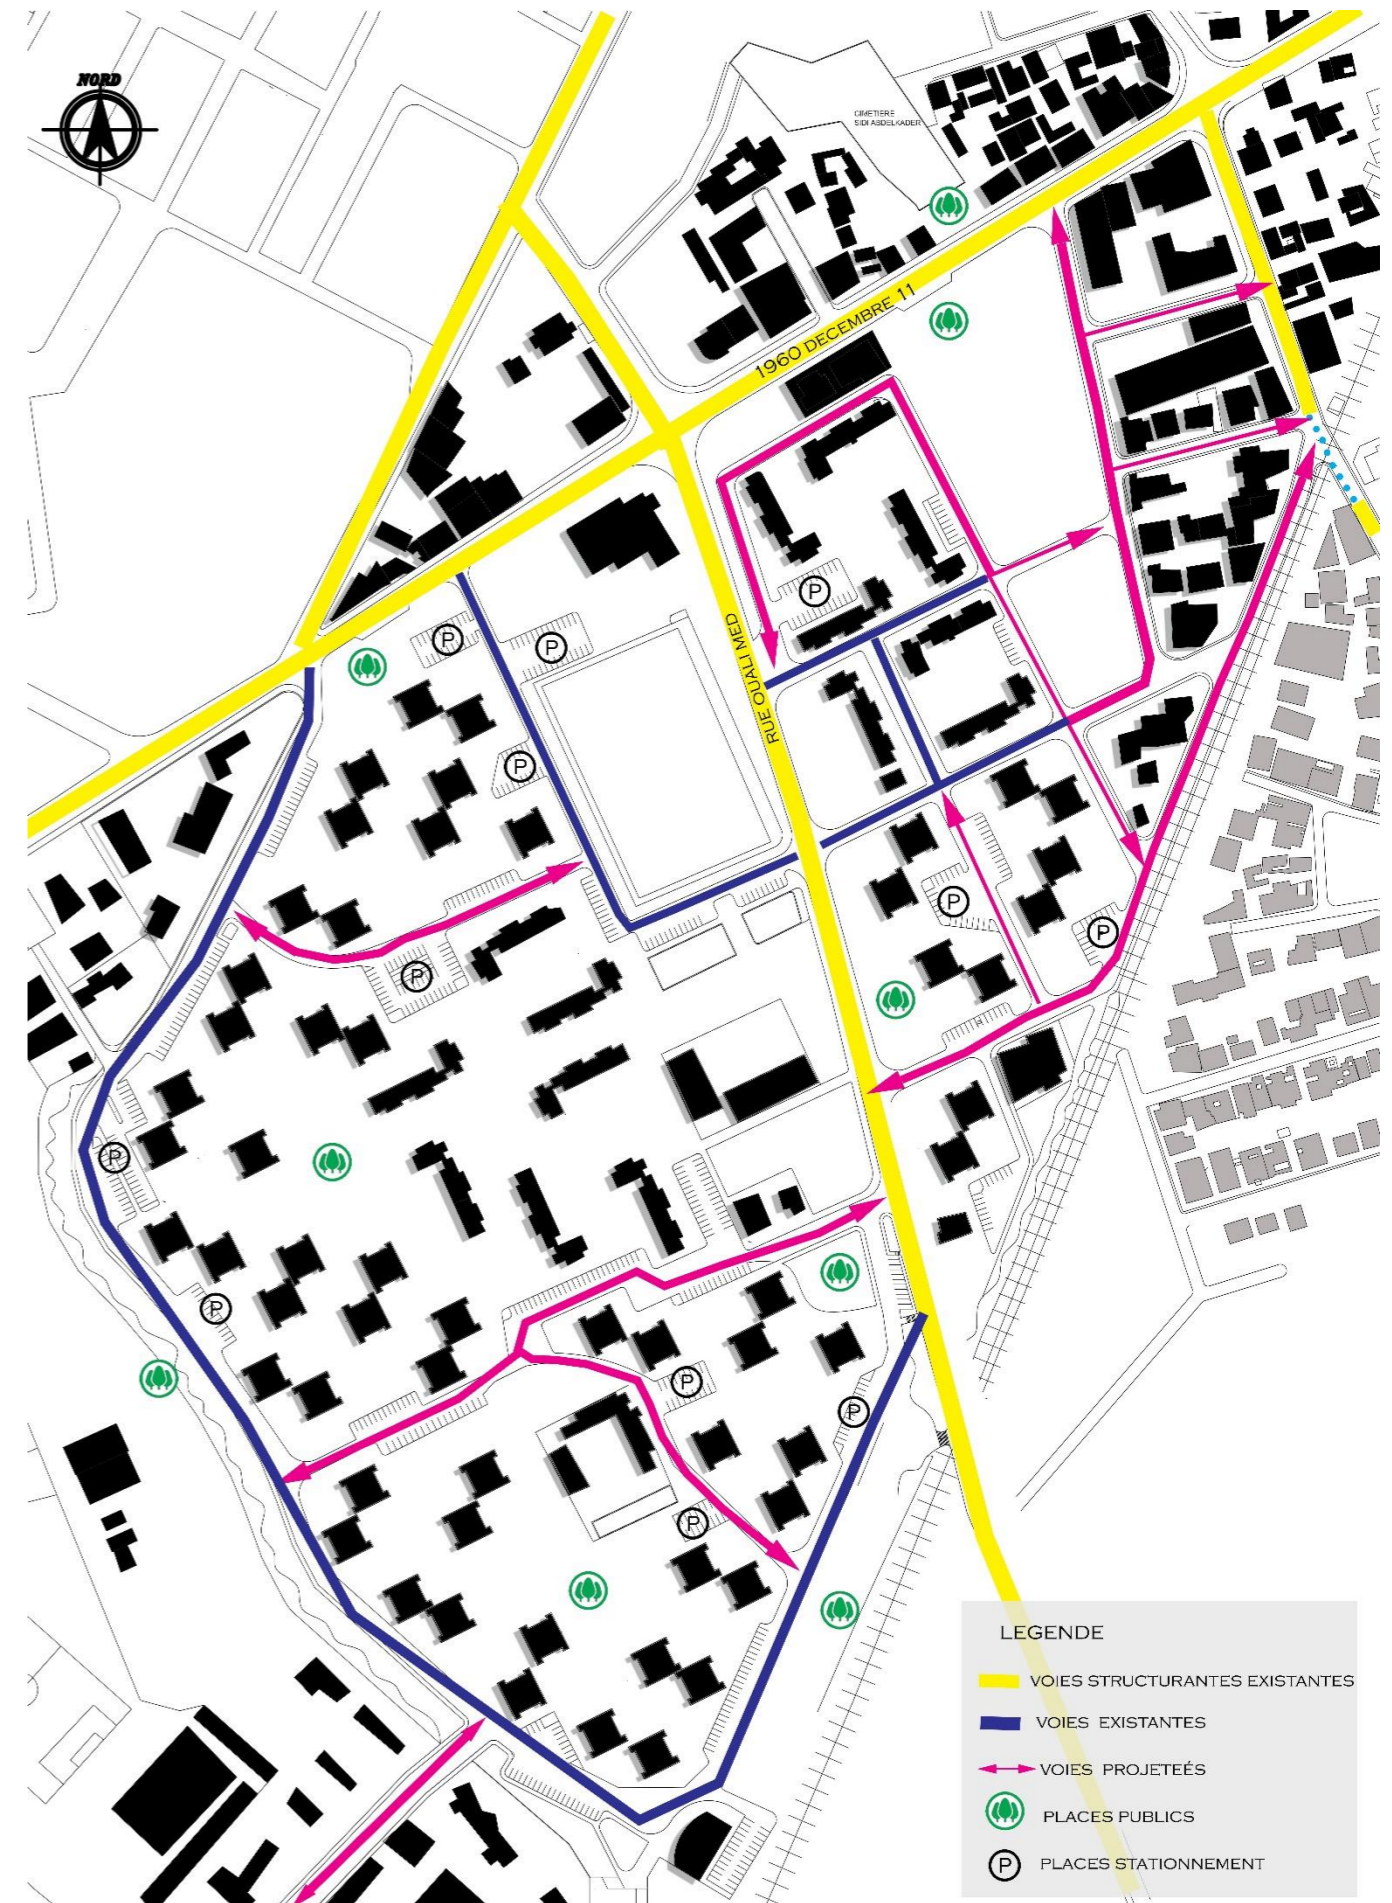 NORD
CIMETIERE
SIDI ABDELKADER
1960 DECEMBRE 11
RUE OUALI MED
P
P
P
P
P
P
P
P
P
P
P
P
LEGENDE
VOIES STRUCTURANTES EXISTANTES
VOIES EXISTANTES
VOIES PROJETEÉS
PLACES PUBLICS
P PLACES STATIONNEMENT